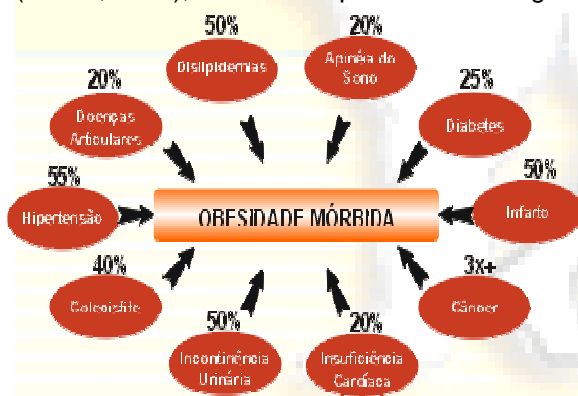 50%
Dislipidemias
20%
Apinéia do
Sono
20%
Doenças
Articulares
25%
Diabetes
55%
Hipertensão
OBESIDADE MÓRBIDA
50%
Infarto
40%
Colecistite
3x+
Câncer
50%
Incontinência
Urinária
20%
Insuficiência
Cardíaca